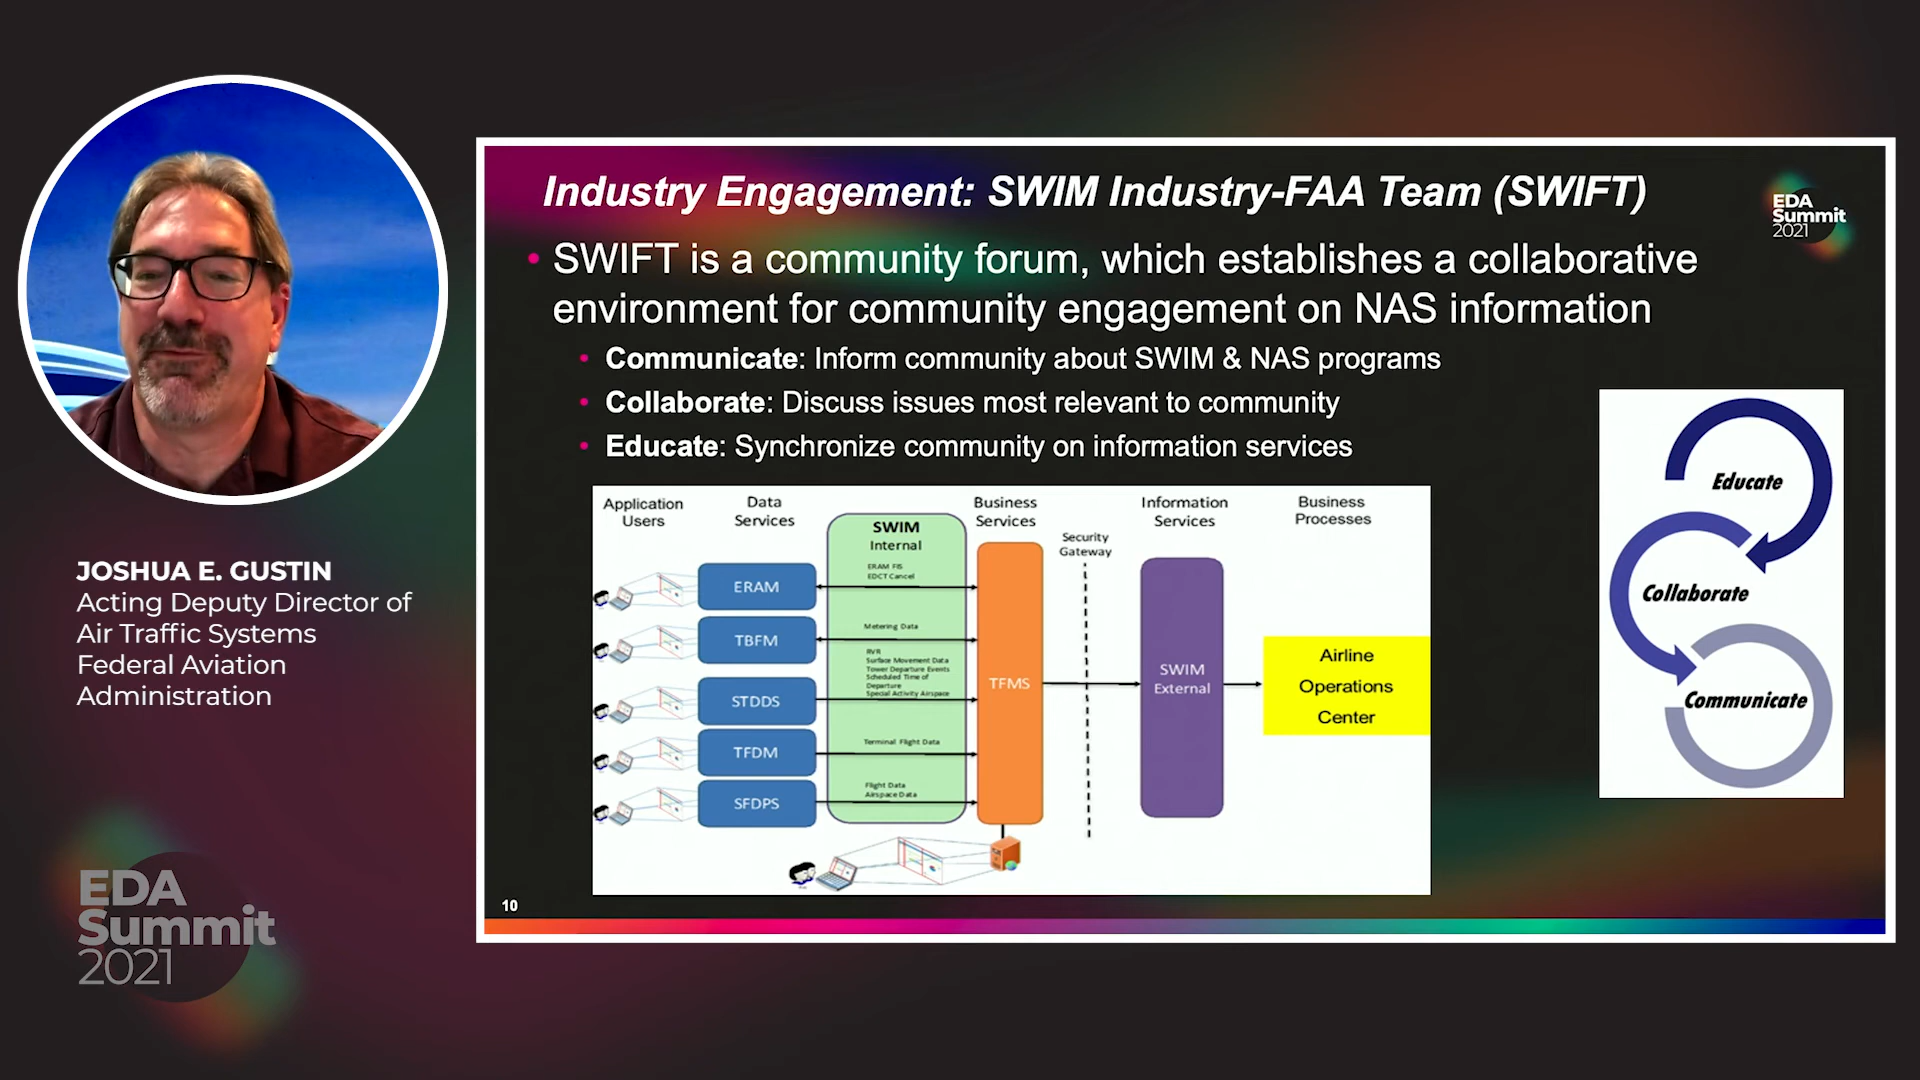 Industry Engagement: SWIM Industry-FAA Team (SWIFT)
EDA
Summit
2021
• SWIFT is a community forum, which establishes a collaborative
environment for community engagement on NAS information
• Communicate: Inform community about SWIM & NAS programs
• Collaborate: Discuss issues most relevant to community
• Educate: Synchronize community on information services
Application
Users
Data
Services
SWIM
Internal
Business
Services
Security
Gateway
Information
Services
Business
Processes
ERAM FIS
EDCT Cancel
ERAM
Metering Data
TBFM
RVR
Surface Movement Data
Tower Departure Events
Scheduled Time of
Departure
Special Activity Airspace
STDDS
Terminal Flight Data
TFDM
Flight Data
Airspace Data
SFDPS
TFMS
SWIM
External
Airline
Operations
Center
Educate
Collaborate
Communicate
10
JOSHUA E. GUSTIN
Acting Deputy Director of
Air Traffic Systems
Federal Aviation
Administration
EDA
Summit
2021